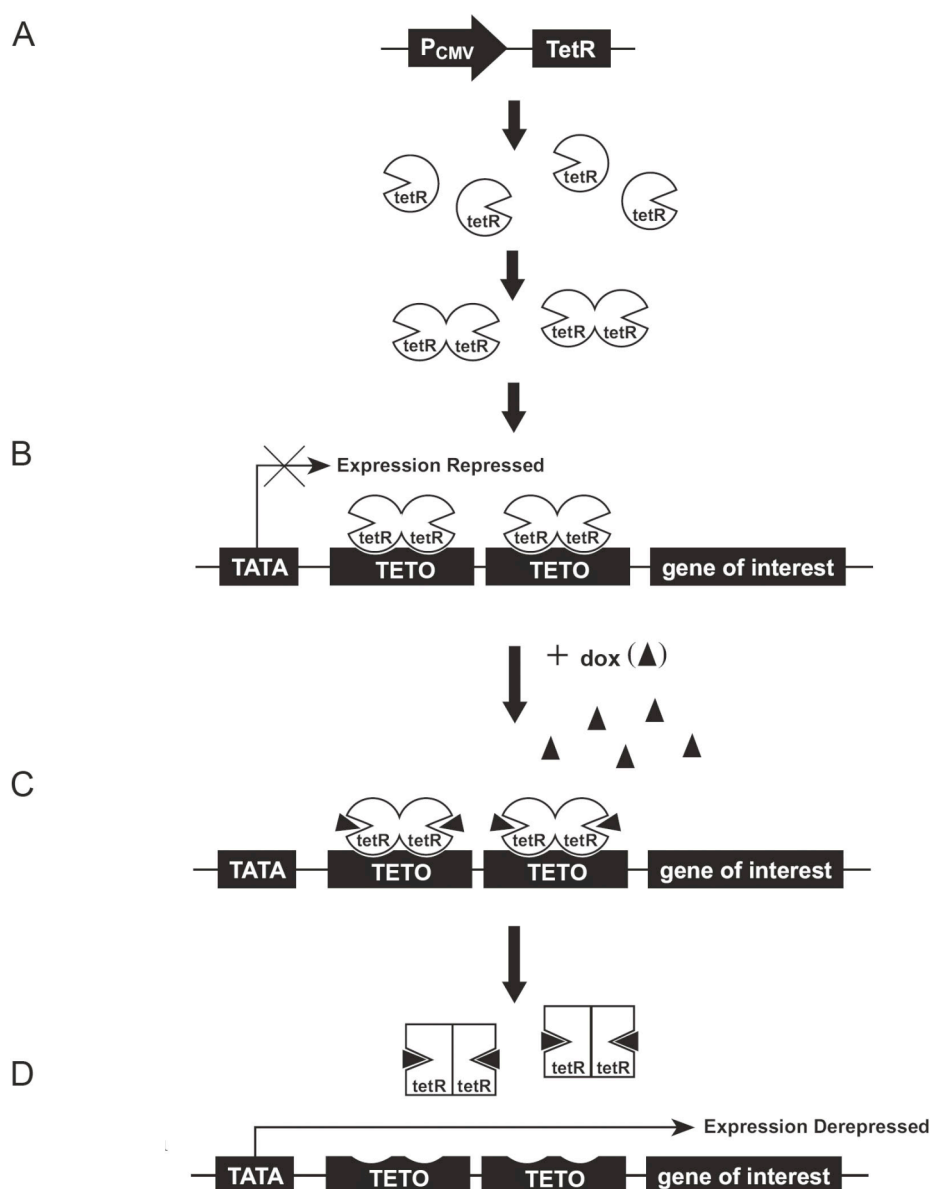 A
PCMV TetR
tetR tetR tetR tetR
tetR tetR tetR tetR
B
Expression Repressed
tetR tetR tetR tetR
TATA TETO TETO gene of interest
+ dox (▲)
C
tetR tetR tetR tetR
TATA TETO TETO gene of interest
tetR tetR tetR tetR
D
Expression Derepressed
TATA TETO TETO gene of interest